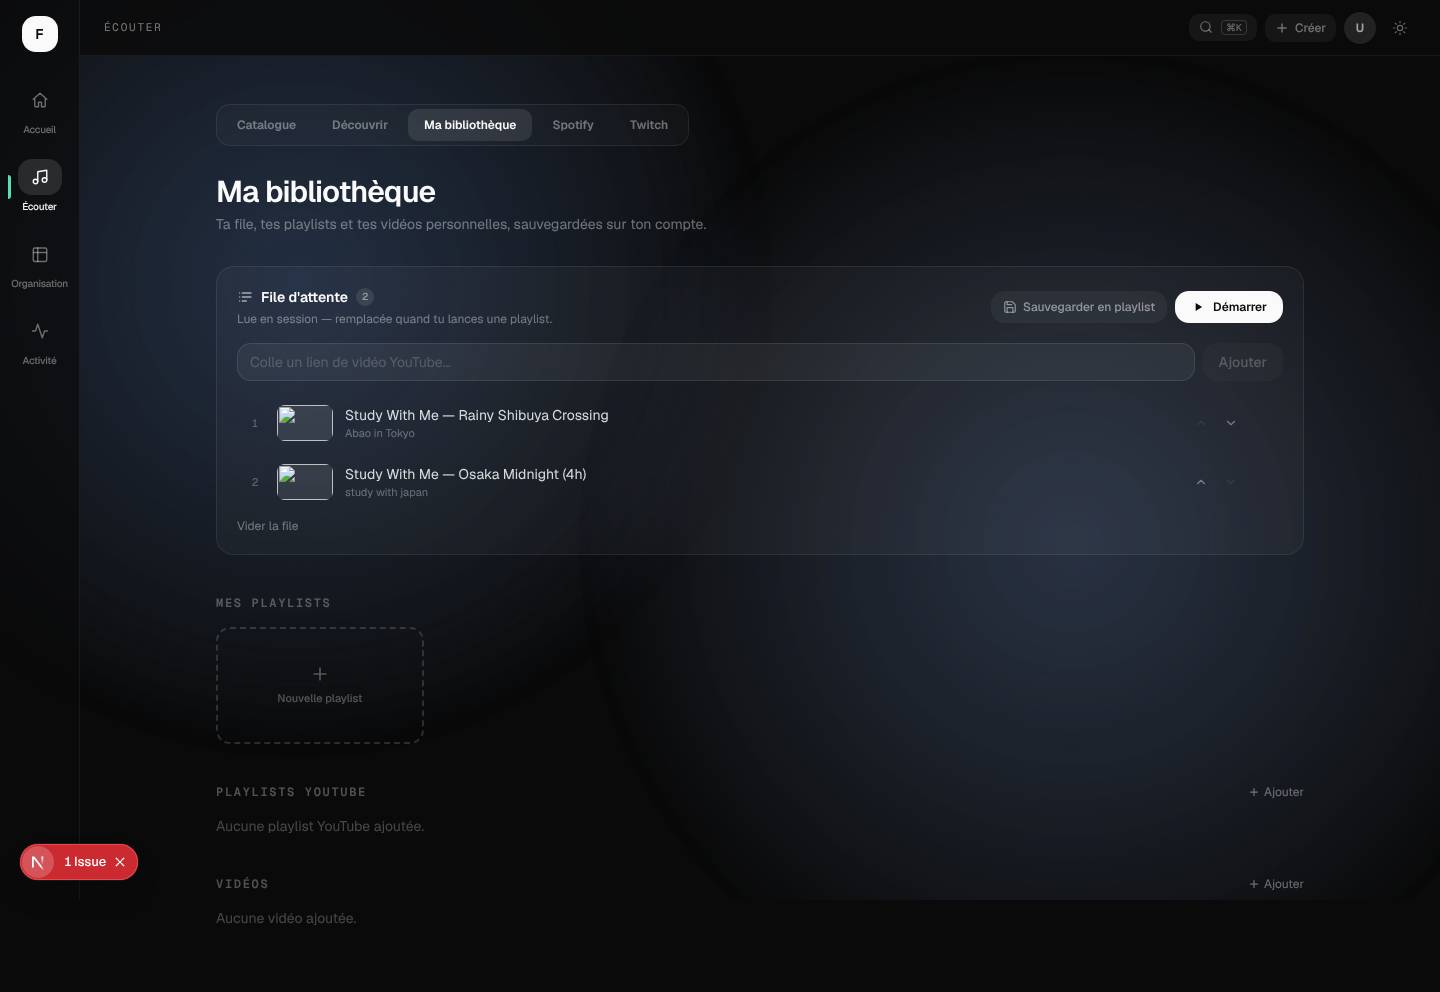 F
ÉCOUTER
⌘K
Créer
U
Accueil
Écouter
Organisation
Activité
Catalogue
Découvrir
Ma bibliothèque
Spotify
Twitch
Ma bibliothèque
Ta file, tes playlists et tes vidéos personnelles, sauvegardées sur ton compte.
File d'attente 2
Lue en session — remplacée quand tu lances une playlist.
Sauvegarder en playlist
Démarrer
Colle un lien de vidéo YouTube...
Ajouter
1
Study With Me — Rainy Shibuya Crossing
Abao in Tokyo
2
Study With Me — Osaka Midnight (4h)
study with japan
Vider la file
MES PLAYLISTS
Nouvelle playlist
PLAYLISTS YOUTUBE
Ajouter
Aucune playlist YouTube ajoutée.
N
1 Issue
VIDÉOS
Ajouter
Aucune vidéo ajoutée.